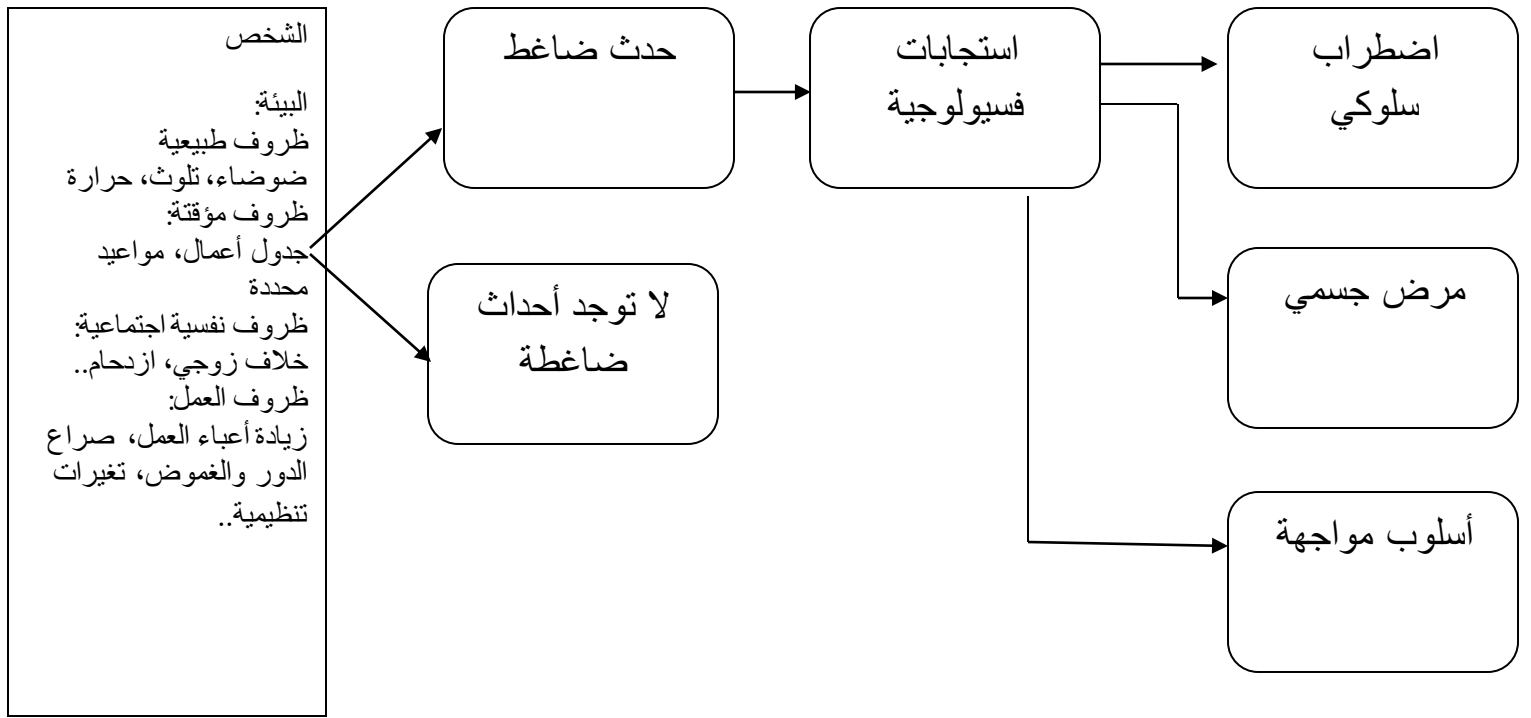 الشخص
البيئة:
ظروف طبيعية
ضوضاء، تلوث، حرارة
ظروف مؤقتة:
جدول أعمال، مواعيد
محددة
ظروف نفسية اجتماعية:
خلاف زوجي، ازدحام..
ظروف العمل:
زيادة أعباء العمل، صراع
الدور والغموض، تغيرات
تنظيمية..
حدث ضاغط
لا توجد أحداث
ضاغطة
استجابات
فسيولوجية
اضطراب
سلوكي
مرض جسمي
أسلوب مواجهة